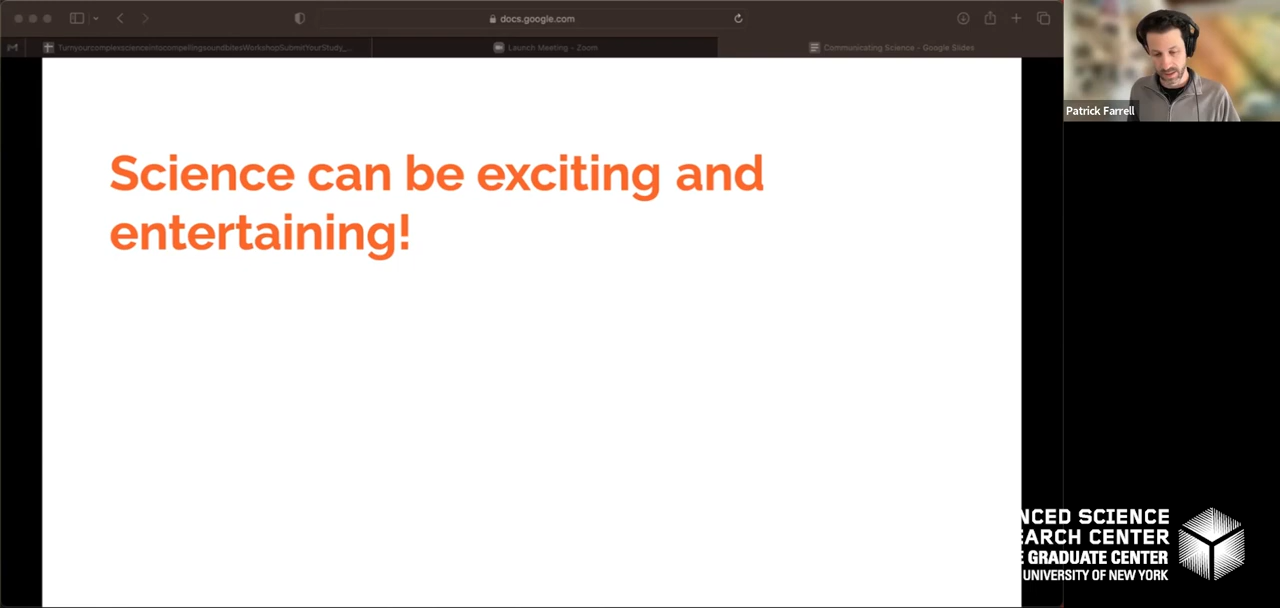 docs.google.com
TurnyourcomplexscienceintocompellingsoundbitesWorkshopSubmitYourStudy_...
Launch Meeting - Zoom
Communicating Science - Google Slides
Patrick Farrell
Science can be exciting and
entertaining!
NCED SCIENCE
EARCH CENTER
E GRADUATE CENTER
UNIVERSITY OF NEW YORK